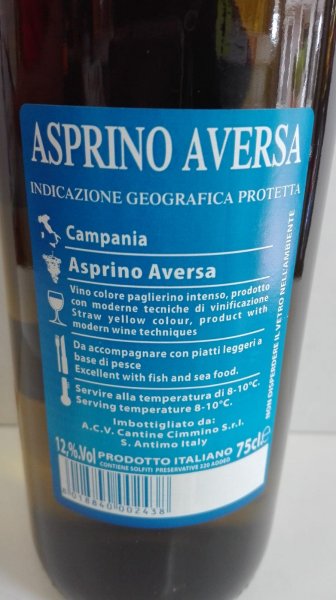 ASPRINO AVERSA
INDICAZIONE GEOGRAFICA PROTETTA
Campania
Asprino Aversa
Vino colore paglierino intenso, prodotto
con moderne tecniche di vinificazione
Straw yellow colour, product with
modern wine techniques
Da accompagnare con piatti leggeri a
base di pesce
Excellent with fish and sea food.
Servire alla temperatura di 8-10°C.
Serving temperature 8-10°C.
Imbottigliato da:
A.C.V. Cantine Cimmino S.r.l.
S. Antimo Italy
12,%Vol PRODOTTO ITALIANO 75cl e
CONTIENE SOLFITI PRESERVATIVE 220 ADDED
8 018840 002438
NON DISPERDERE IL VETRO NELL'AMBIENTE